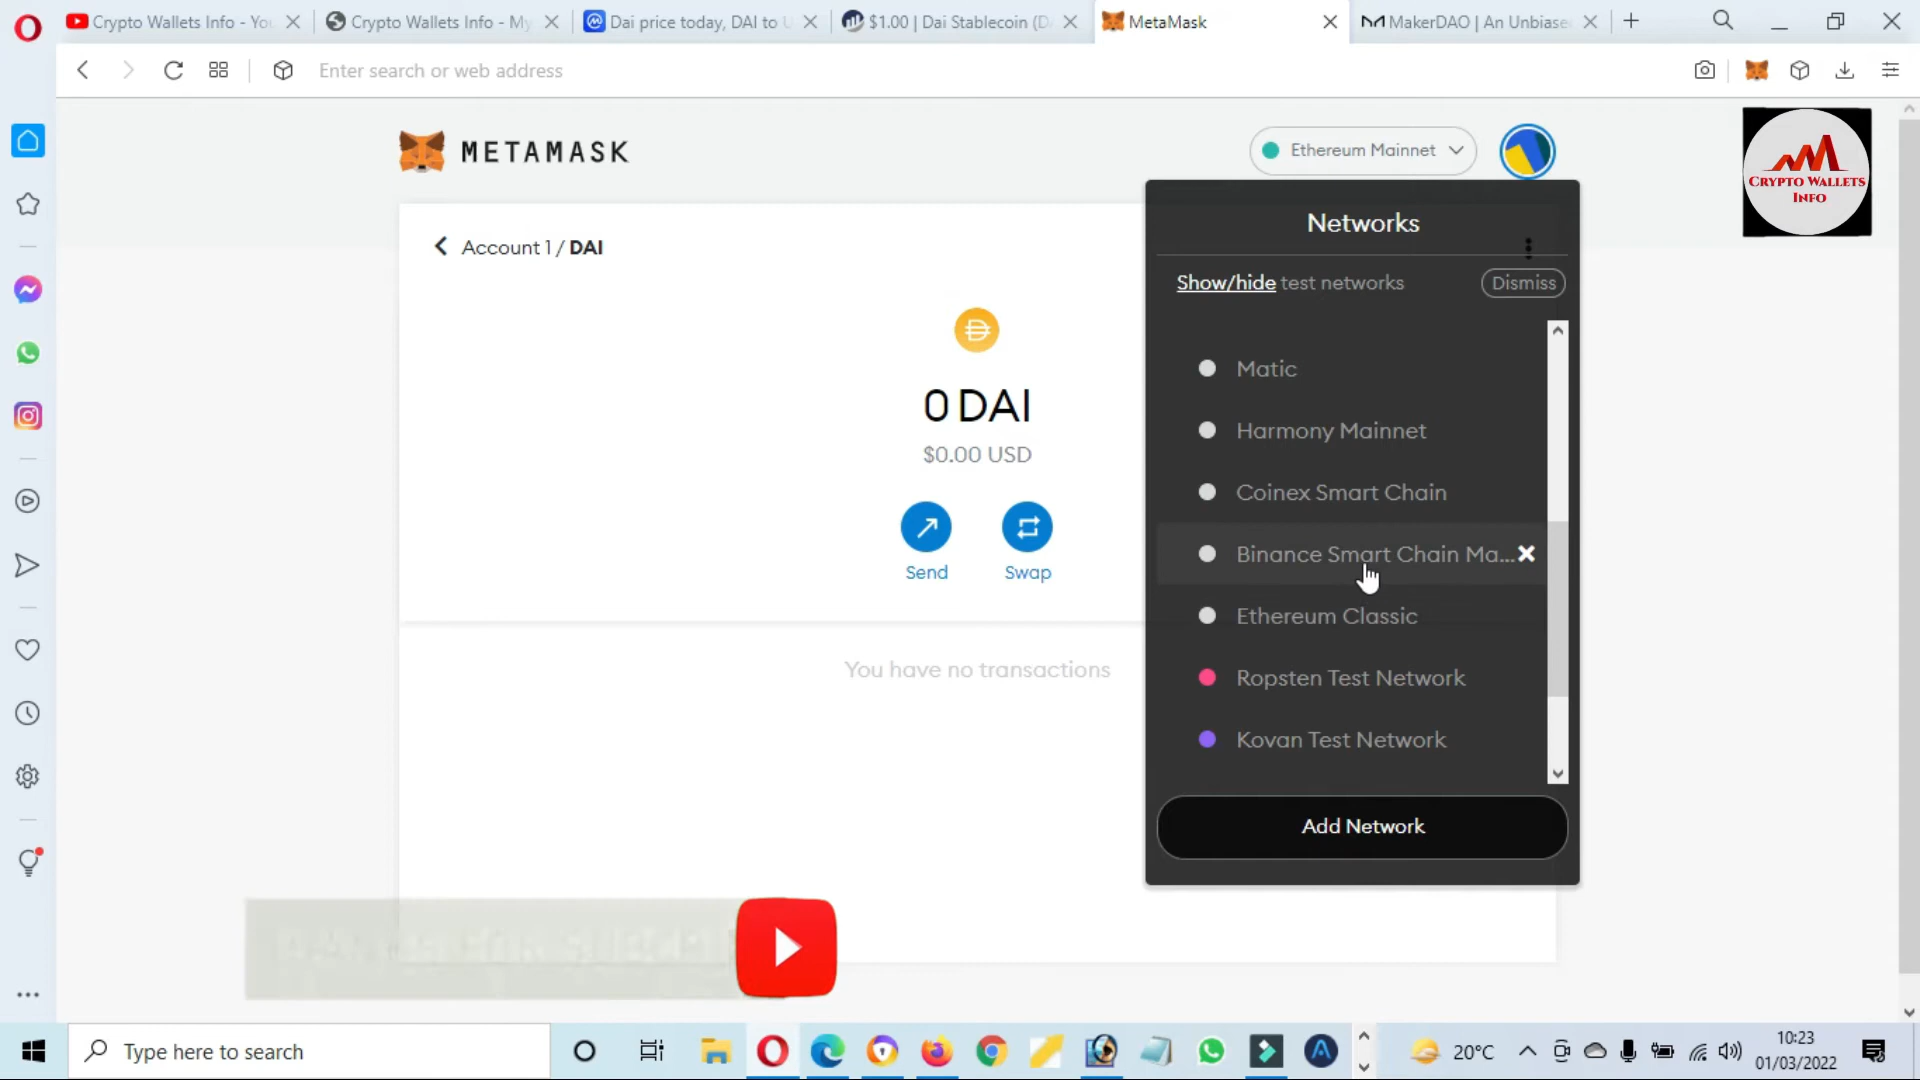 Crypto Wallets Info - You
Crypto Wallets Info - My
Dai price today, DAI to U
$1.00 | Dai Stablecoin (D
MetaMask
MakerDAO | An Unbiase
Enter search or web address
METAMASK
Ethereum Mainnet
CRYPTO WALLETS
INFO
Networks
Account 1 / DAI
Show/hide test networks
Dismiss
Matic
0 DAI
Harmony Mainnet
$0.00 USD
Coinex Smart Chain
Binance Smart Chain Ma...
Send
Swap
Ethereum Classic
You have no transactions
Ropsten Test Network
Kovan Test Network
Add Network
Type here to search
20°C
10:23
01/03/2022